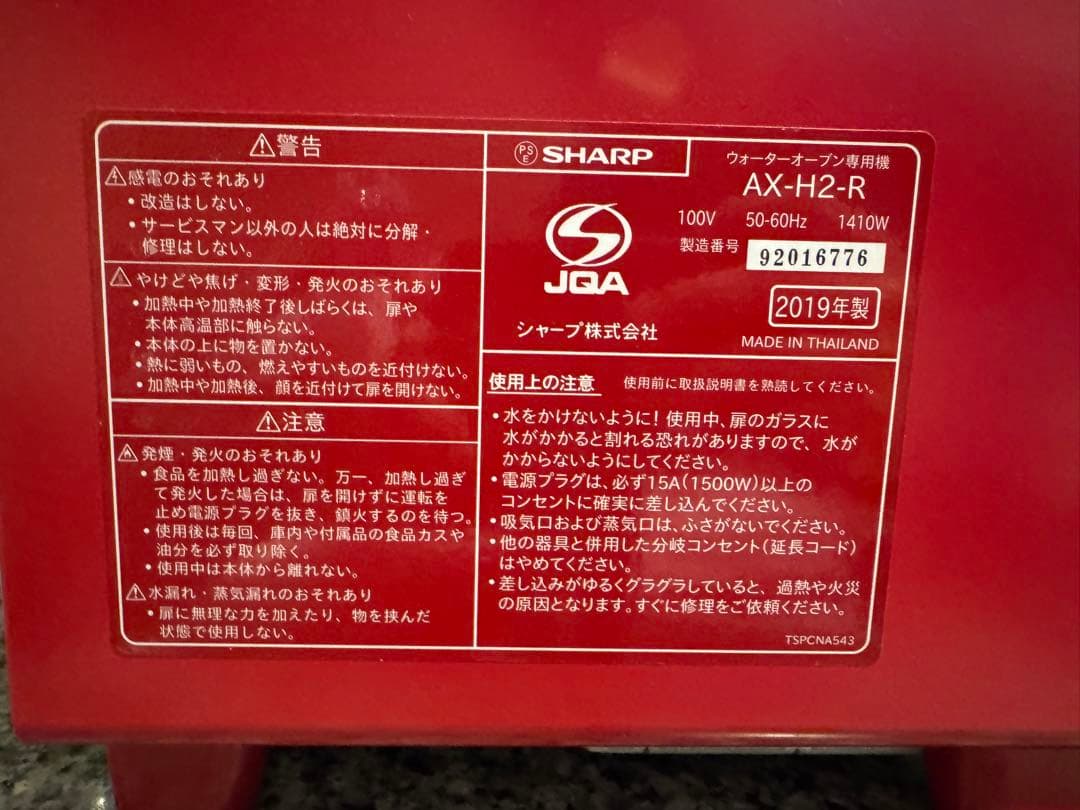 警告
感電のおそれあり
・改造はしない。
・サービスマン以外の人は絶対に分解・
修理はしない。
やけどや焦げ・変形・発火のおそれあり
・加熱中や加熱終了後しばらくは、扉や
本体高温部に触らない。
・本体の上に物を置かない。
・熱に弱いもの、燃えやすいものを近付けない。
・加熱中や加熱後、顔を近付けて扉を開けない。
注意
発煙・発火のおそれあり
・食品を加熱し過ぎない。万一、加熱し過ぎ
て発火した場合は、扉を開けずに運転を
止め電源プラグを抜き、鎮火するのを待つ。
・使用後は毎回、庫内や付属品の食品カスや
油分を必ず取り除く。
・使用中は本体から離れない。
水漏れ・蒸気漏れのおそれあり
・扉に無理な力を加えたり、物を挟んだ
状態で使用しない。
PSE SHARP
JQA
シャープ株式会社
ウォーターオーブン専用機
AX-H2-R
100V 50-60Hz 1410W
製造番号 92016776
2019年製
MADE IN THAILAND
使用上の注意 使用前に取扱説明書を熟読してください。
・水をかけないように！使用中、扉のガラスに
水がかかると割れる恐れがありますので、水が
かからないようにしてください。
・電源プラグは、必ず15A(1500W)以上の
コンセントに確実に差し込んでください。
・吸気口および蒸気口は、ふさがないでください。
・他の器具と併用した分岐コンセント(延長コード)
はやめてください。
・差し込みがゆるくグラグラしていると、過熱や火災
の原因となります。すぐに修理をご依頼ください。
TSPCNA543